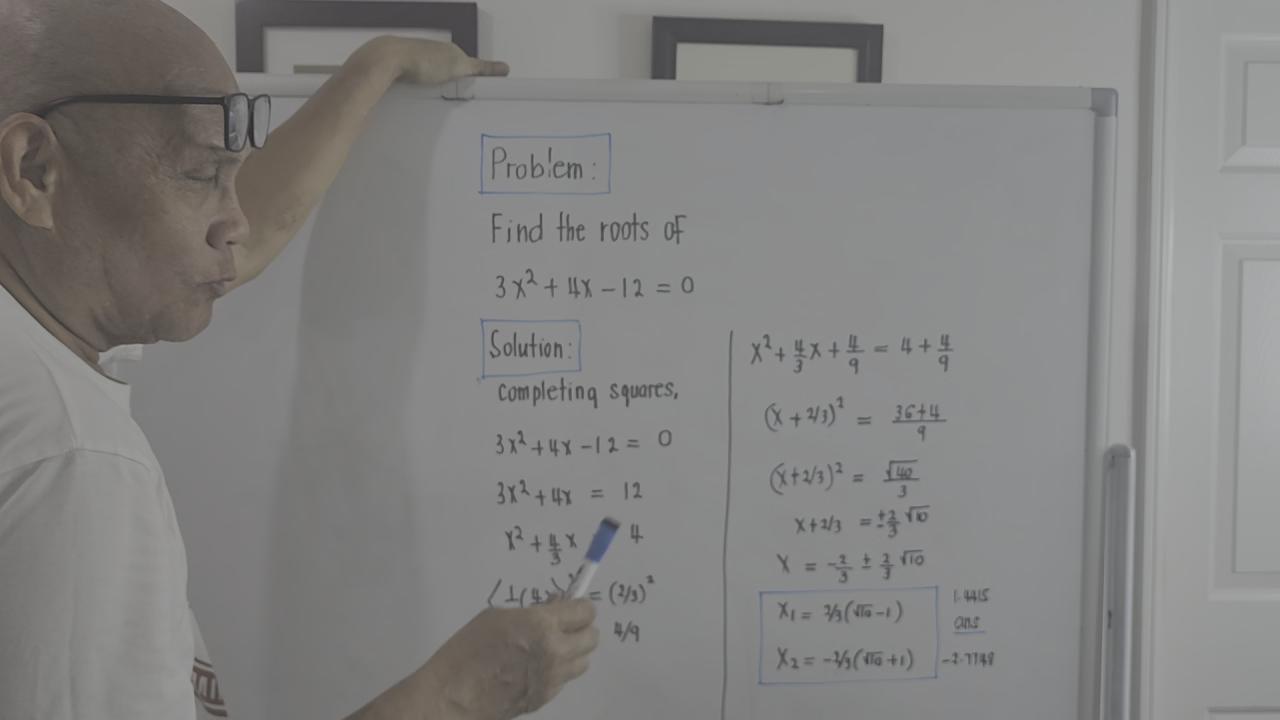 Problem:
Find the roots of
3x² + 4x - 12 = 0
Solution:
completing squares,
3x² + 4x - 12 = 0
3x² + 4x = 12
x² + 4/3 x 4
= (2/3)²
4/9
x² + 4/3 x + 4/9 = 4 + 4/9
(x + 2/3)² = 36+4/9
(x + 2/3)² = √40/3
x + 2/3 = ± 2/3 √10
x = -2/3 ± 2/3 √10
x₁ = 2/3(√10 - 1) 1.4415
ans
x₂ = -2/3(√10 + 1) -2.7748